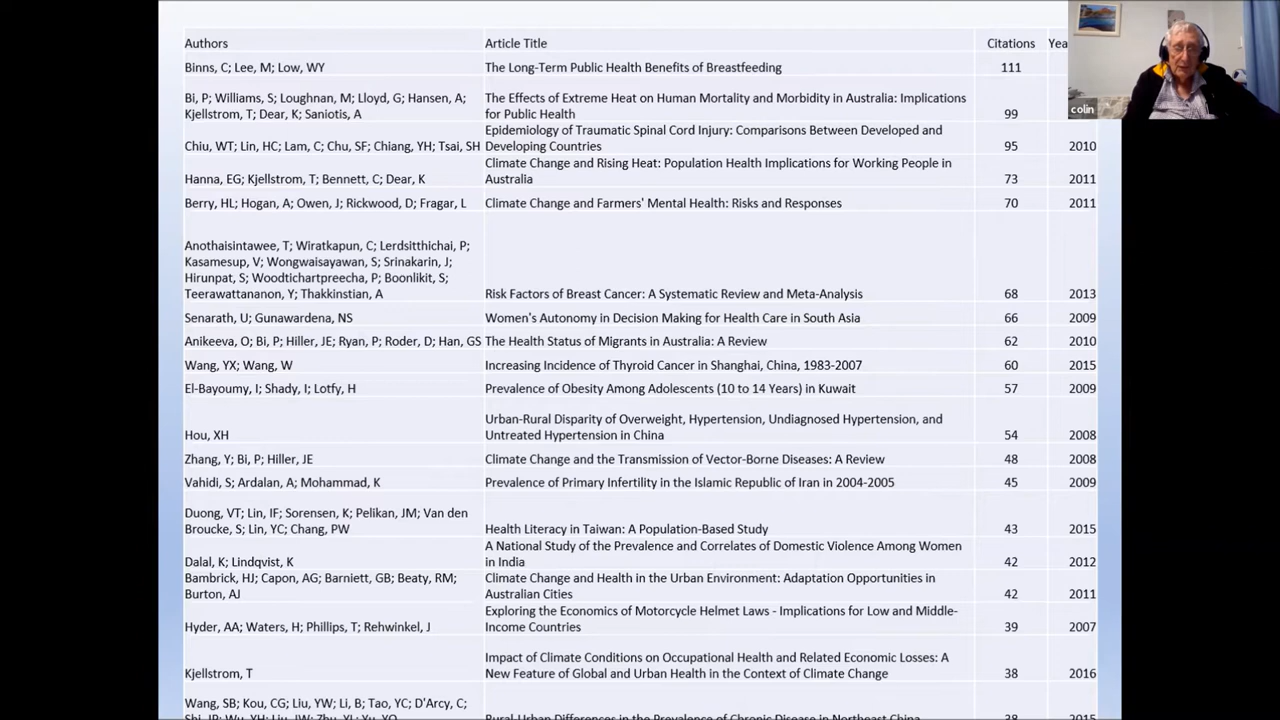 Authors Article Title Citations Yea
Binns, C; Lee, M; Low, WY The Long-Term Public Health Benefits of Breastfeeding 111
Bi, P; Williams, S; Loughnan, M; Lloyd, G; Hansen, A;
Kjellstrom, T; Dear, K; Saniotis, A
The Effects of Extreme Heat on Human Mortality and Morbidity in Australia: Implications
for Public Health 99
Chiu, WT; Lin, HC; Lam, C; Chu, SF; Chiang, YH; Tsai, SH
Epidemiology of Traumatic Spinal Cord Injury: Comparisons Between Developed and
Developing Countries 95 2010
Hanna, EG; Kjellstrom, T; Bennett, C; Dear, K
Climate Change and Rising Heat: Population Health Implications for Working People in
Australia 73 2011
Berry, HL; Hogan, A; Owen, J; Rickwood, D; Fragar, L Climate Change and Farmers' Mental Health: Risks and Responses 70 2011
Anothaisintawee, T; Wiratkapun, C; Lerdsitthichai, P;
Kasamesup, V; Wongwaisayawan, S; Srinakarin, J;
Hirunpat, S; Woodtichartpreecha, P; Boonlikit, S;
Teerawattananon, Y; Thakkinstian, A Risk Factors of Breast Cancer: A Systematic Review and Meta-Analysis 68 2013
Senarath, U; Gunawardena, NS Women's Autonomy in Decision Making for Health Care in South Asia 66 2009
Anikeeva, O; Bi, P; Hiller, JE; Ryan, P; Roder, D; Han, GS The Health Status of Migrants in Australia: A Review 62 2010
Wang, YX; Wang, W Increasing Incidence of Thyroid Cancer in Shanghai, China, 1983-2007 60 2015
El-Bayoumy, I; Shady, I; Lotfy, H Prevalence of Obesity Among Adolescents (10 to 14 Years) in Kuwait 57 2009
Hou, XH
Urban-Rural Disparity of Overweight, Hypertension, Undiagnosed Hypertension, and
Untreated Hypertension in China 54 2008
Zhang, Y; Bi, P; Hiller, JE Climate Change and the Transmission of Vector-Borne Diseases: A Review 48 2008
Vahidi, S; Ardalan, A; Mohammad, K Prevalence of Primary Infertility in the Islamic Republic of Iran in 2004-2005 45 2009
Duong, VT; Lin, IF; Sorensen, K; Pelikan, JM; Van den
Broucke, S; Lin, YC; Chang, PW Health Literacy in Taiwan: A Population-Based Study 43 2015
Dalal, K; Lindqvist, K
A National Study of the Prevalence and Correlates of Domestic Violence Among Women
in India 42 2012
Bambrick, HJ; Capon, AG; Barniett, GB; Beaty, RM;
Burton, AJ
Climate Change and Health in the Urban Environment: Adaptation Opportunities in
Australian Cities 42 2011
Hyder, AA; Waters, H; Phillips, T; Rehwinkel, J
Exploring the Economics of Motorcycle Helmet Laws - Implications for Low and Middle-
Income Countries 39 2007
Kjellstrom, T
Impact of Climate Conditions on Occupational Health and Related Economic Losses: A
New Feature of Global and Urban Health in the Context of Climate Change 38 2016
Wang, SB; Kou, CG; Liu, YW; Li, B; Tao, YC; D'Arcy, C;
Rural-Urban Differences in the Prevalence of Chronic Disease in Northeast China 38 2015
colin